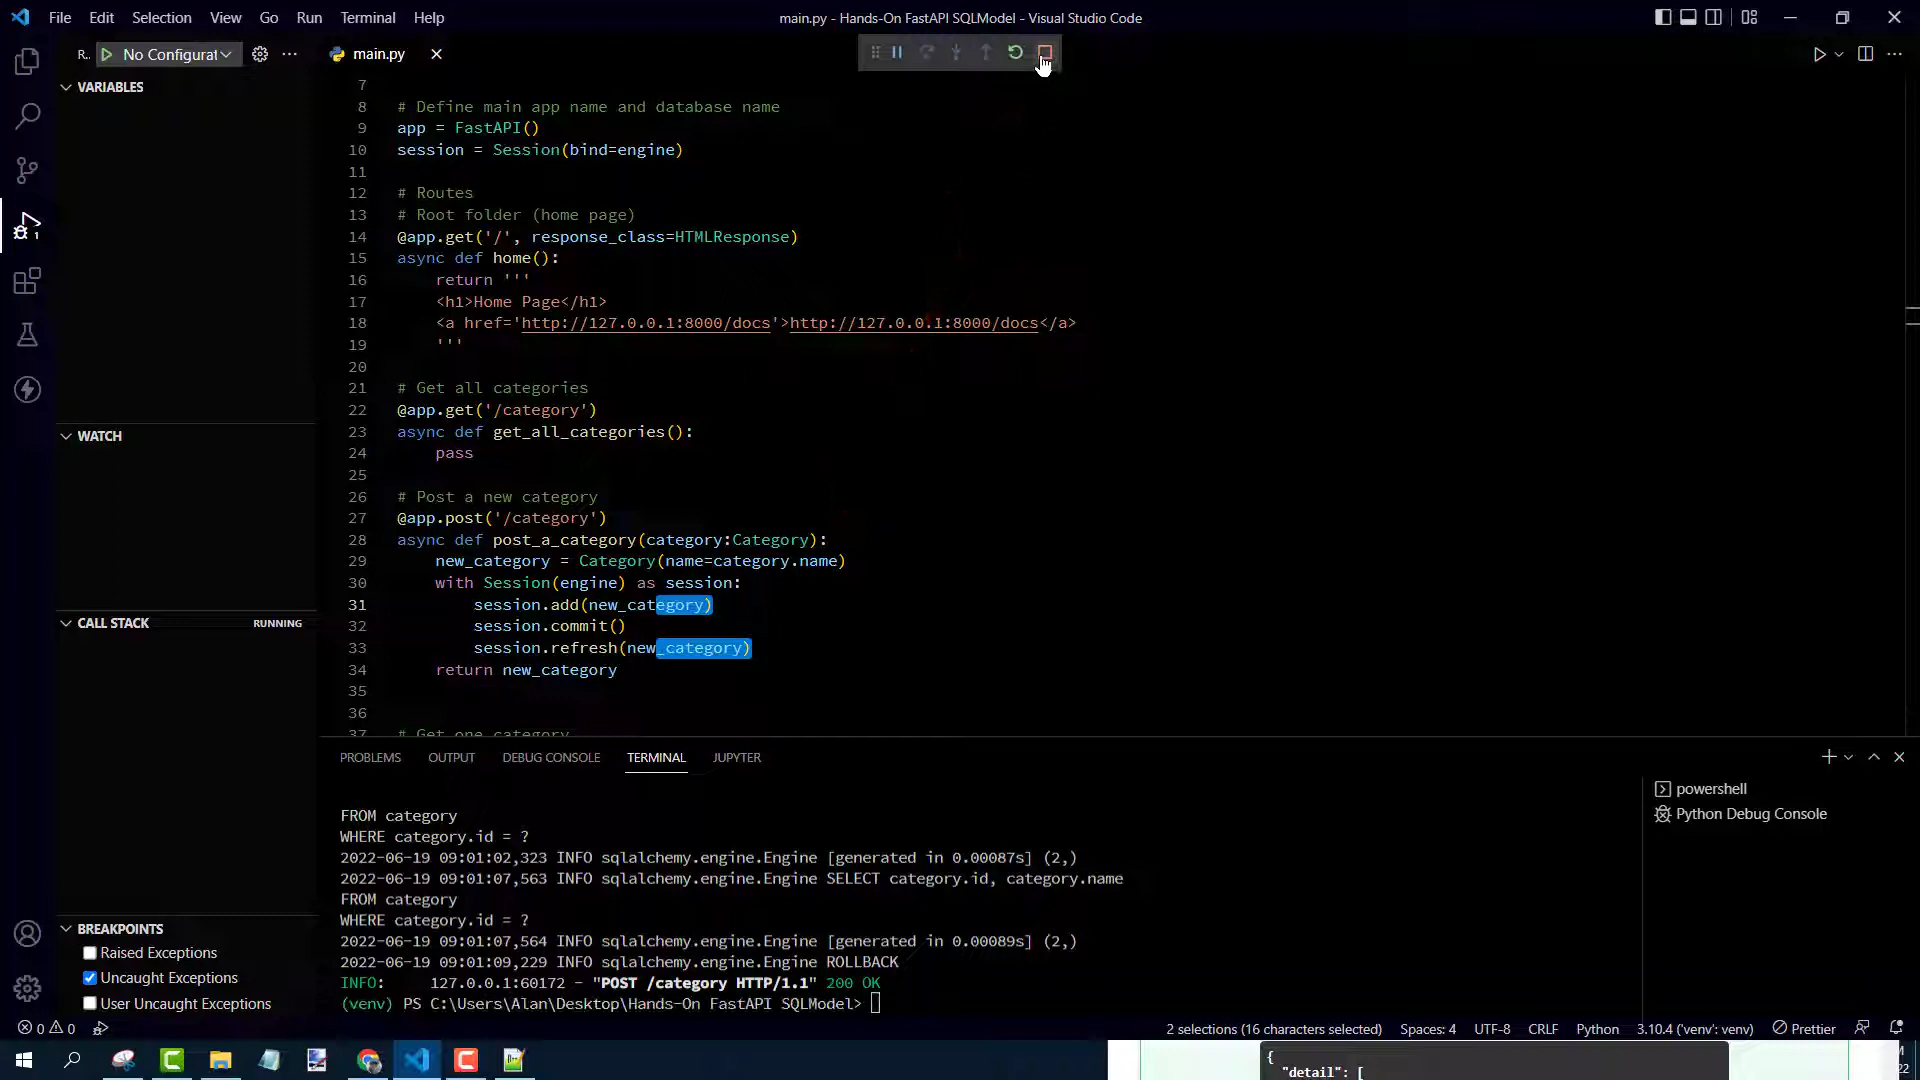 File Edit Selection View Go Run Terminal Help
main.py - Hands-On FastAPI SQLModel - Visual Studio Code
R.. No Configurat
main.py
VARIABLES
WATCH
CALL STACK RUNNING
BREAKPOINTS
Raised Exceptions
Uncaught Exceptions
User Uncaught Exceptions
7
8 # Define main app name and database name
9 app = FastAPI()
10 session = Session(bind=engine)
11
12 # Routes
13 # Root folder (home page)
14 @app.get('/', response_class=HTMLResponse)
15 async def home():
16 return '''
17 <h1>Home Page</h1>
18 <a href='http://127.0.0.1:8000/docs'>http://127.0.0.1:8000/docs</a>
19 '''
20
21 # Get all categories
22 @app.get('/category')
23 async def get_all_categories():
24 pass
25
26 # Post a new category
27 @app.post('/category')
28 async def post_a_category(category:Category):
29 new_category = Category(name=category.name)
30 with Session(engine) as session:
31 session.add(new_category)
32 session.commit()
33 session.refresh(new_category)
34 return new_category
35
36
37 # Get one category
PROBLEMS OUTPUT DEBUG CONSOLE TERMINAL JUPYTER
FROM category
WHERE category.id = ?
2022-06-19 09:01:02,323 INFO sqlalchemy.engine.Engine [generated in 0.00087s] (2,)
2022-06-19 09:01:07,563 INFO sqlalchemy.engine.Engine SELECT category.id, category.name
FROM category
WHERE category.id = ?
2022-06-19 09:01:07,564 INFO sqlalchemy.engine.Engine [generated in 0.00089s] (2,)
2022-06-19 09:01:09,229 INFO sqlalchemy.engine.Engine ROLLBACK
INFO: 127.0.0.1:60172 - "POST /category HTTP/1.1" 200 OK
(venv) PS C:\Users\Alan\Desktop\Hands-On FastAPI SQLModel>
powershell
Python Debug Console
0 0
2 selections (16 characters selected) Spaces: 4 UTF-8 CRLF Python 3.10.4 ('venv': venv) Prettier
{
"detail": [